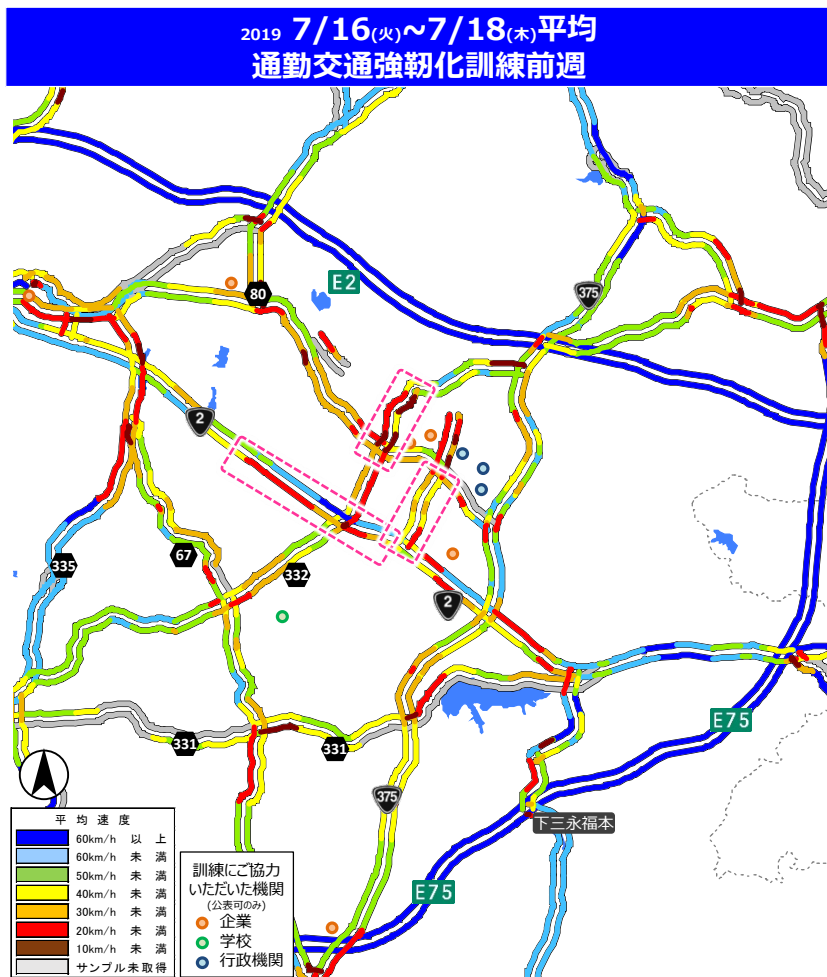 2019 7/16(火)~7/18(木)平均
通勤交通強靭化訓練前週
E2
375
80
2
335
67
332
2
331
331
E75
375
下三永福本
E75
平均速度
60km/h 以上
60km/h 未満
50km/h 未満
40km/h 未満
30km/h 未満
20km/h 未満
10km/h 未満
サンプル未取得
訓練にご協力
いただいた機関
(公表可のみ)
企業
学校
行政機関